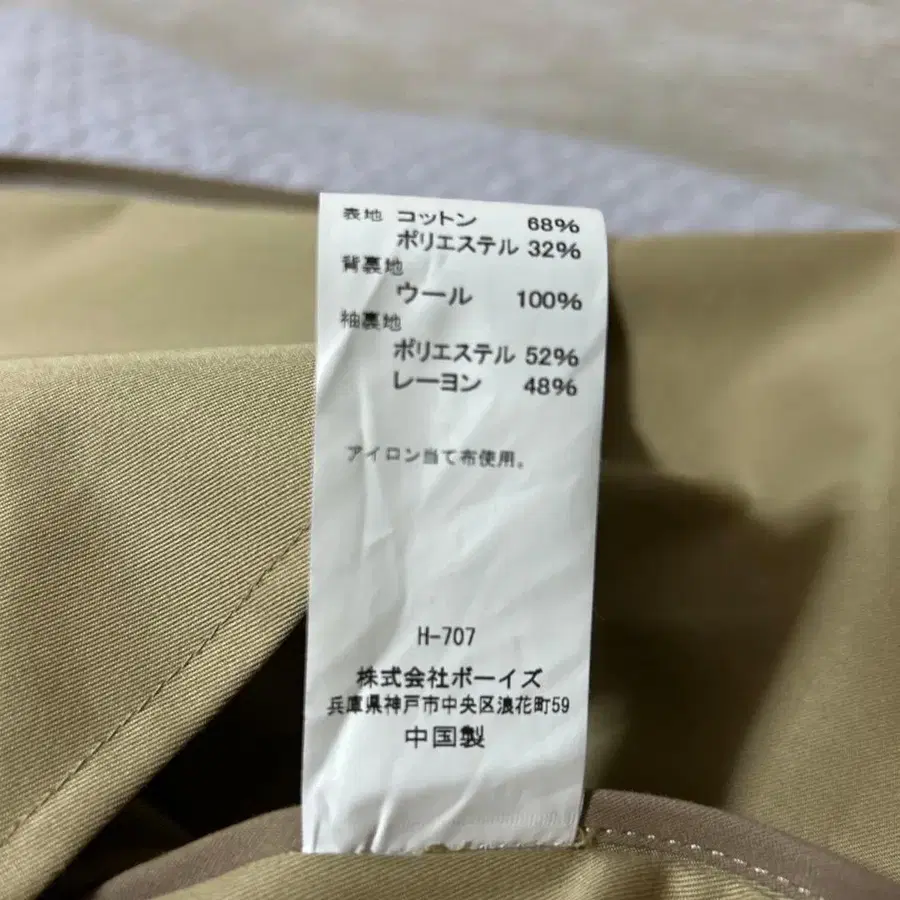 表地 コットン 68%
ポリエステル 32%
背裏地
ウール 100%
袖裏地
ポリエステル 52%
レーヨン 48%
アイロン当て布使用。
H-707
株式会社ボーイズ
兵庫県神戸市中央区浪花町59
中国製